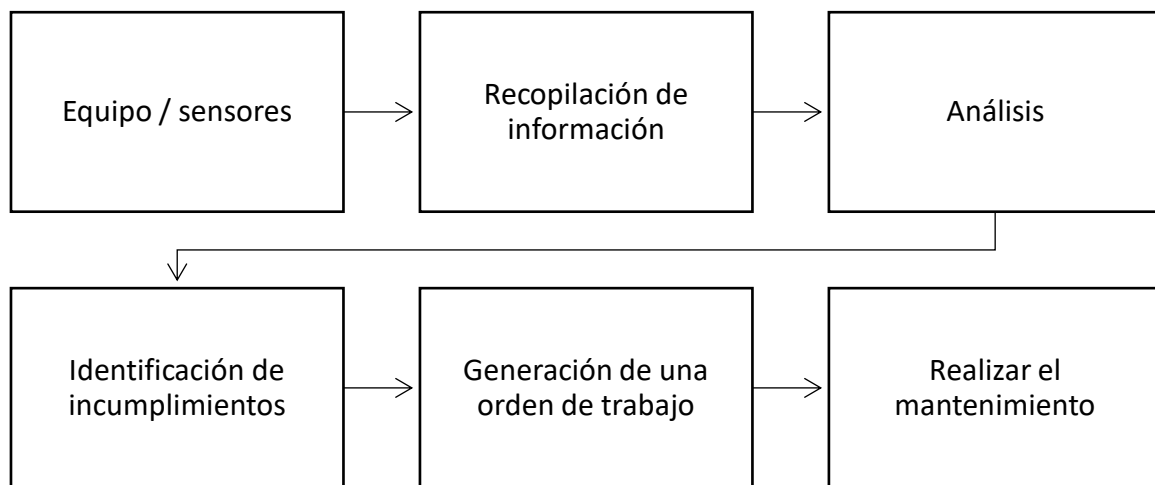 Equipo / sensores
Recopilación de
información
Análisis
Identificación de
incumplimientos
Generación de una
orden de trabajo
Realizar el
mantenimiento